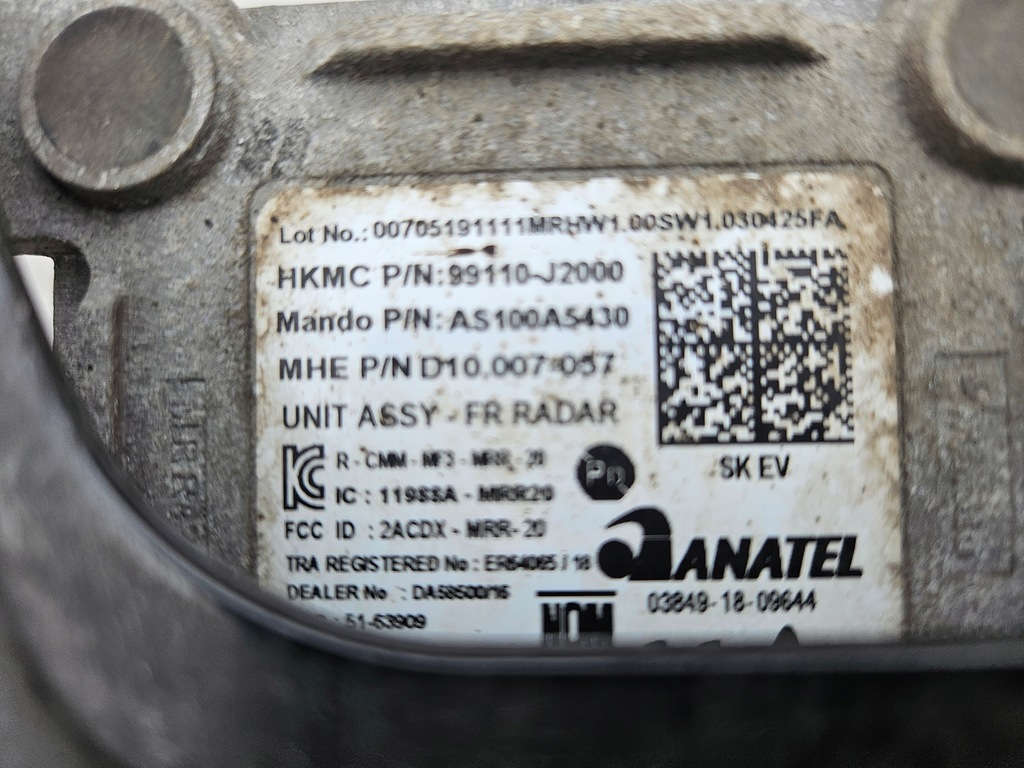 Lot No.: 00705191111MRHW1.00SW1.030425FA
HKMC P/N: 99110-J2000
Mando P/N: AS100A5430
MHE P/N D10.007.057
UNIT ASSY - FR RADAR
SK EV
R - CMM - MF3 - MRR - 20
IC : 11988A - MRR20
FCC ID : 2ACDX - MRR - 20
TRA REGISTERED No : ER64065 / 18
DEALER No : DA58500/16
: 51-53909
ANATEL
03849-18-09644